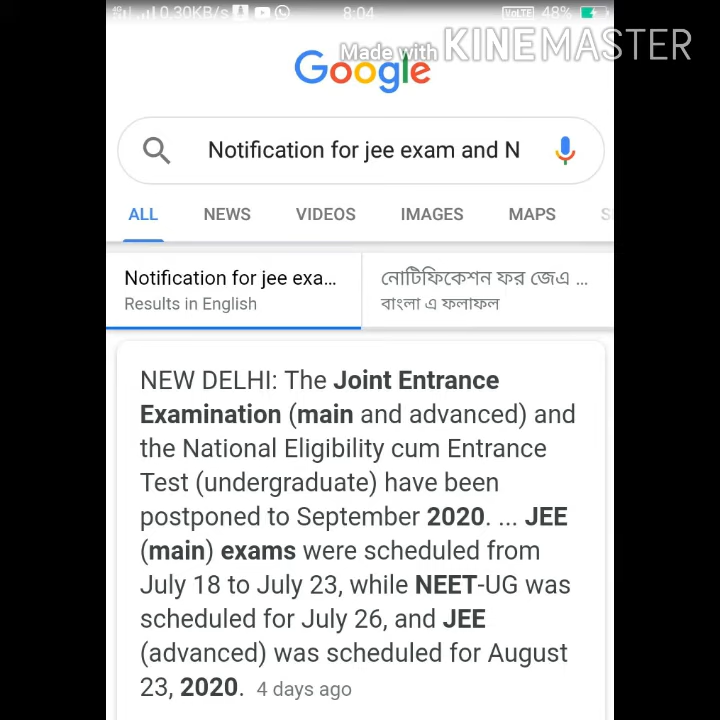 0.30KB/s 8:04 VoLTE 48%
Made with KINEMASTER
Google
Notification for jee exam and N
ALL NEWS VIDEOS IMAGES MAPS S
Notification for jee exa... নোটিফিকেশন ফর জেএ ...
Results in English বাংলা এ ফলাফল
NEW DELHI: The Joint Entrance
Examination (main and advanced) and
the National Eligibility cum Entrance
Test (undergraduate) have been
postponed to September 2020. ... JEE
(main) exams were scheduled from
July 18 to July 23, while NEET-UG was
scheduled for July 26, and JEE
(advanced) was scheduled for August
23, 2020. 4 days ago